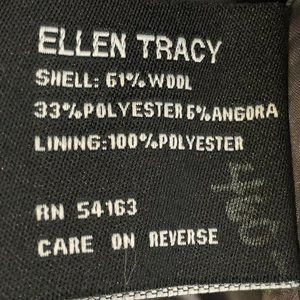 ELLEN TRACY
SHELL: 61% WOOL
33%POLYESTER 6%ANGORA
LINING:100%POLYESTER
RN 54163
CARE ON REVERSE